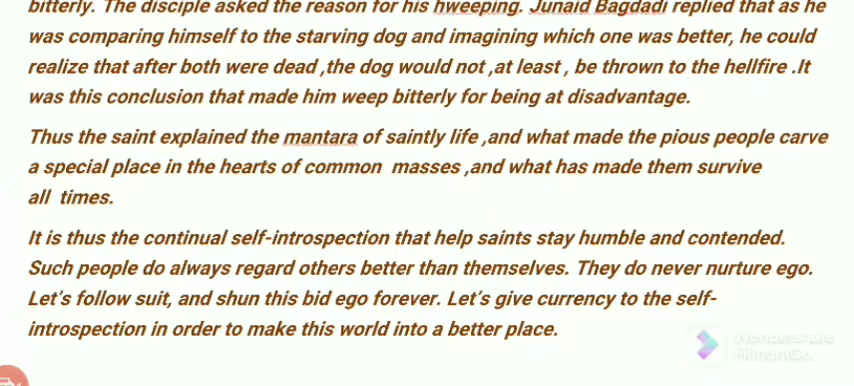 bitterly. The disciple asked the reason for his hweeping. Junaid Bagdadi replied that as he
was comparing himself to the starving dog and imagining which one was better, he could
realize that after both were dead ,the dog would not ,at least , be thrown to the hellfire .It
was this conclusion that made him weep bitterly for being at disadvantage.
Thus the saint explained the mantara of saintly life ,and what made the pious people carve
a special place in the hearts of common masses ,and what has made them survive
all times.
It is thus the continual self-introspection that help saints stay humble and contended.
Such people do always regard others better than themselves. They do never nurture ego.
Let's follow suit, and shun this bid ego forever. Let's give currency to the self-
introspection in order to make this world into a better place.
Wondershare
FilmoraGo